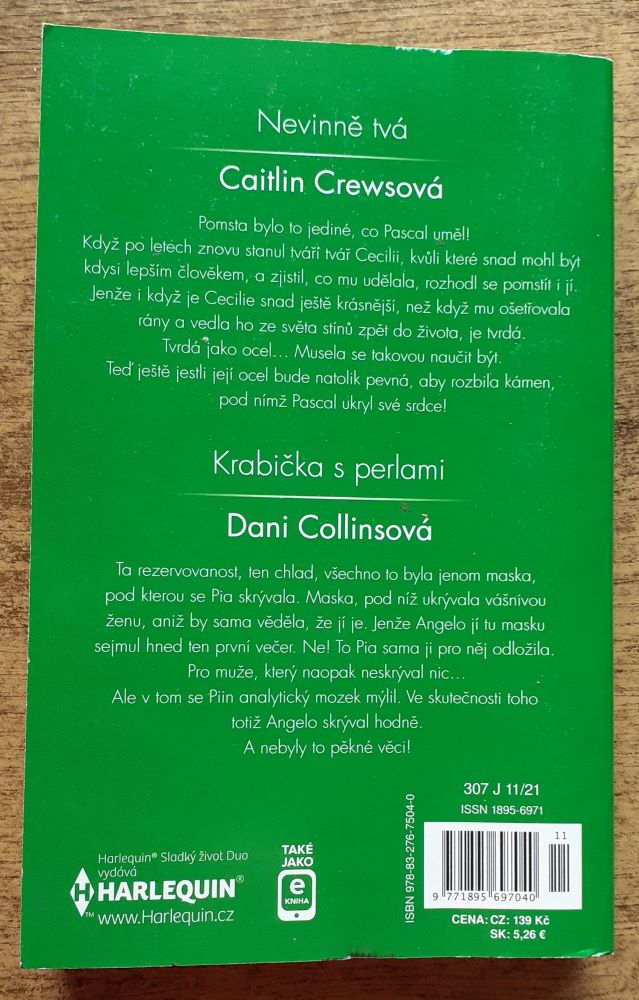 Nevinně tvá
Caitlin Crewsová
Pomsta bylo to jediné, co Pascal uměl!
Když po letech znovu stanul tváří tvář Cecilii, kvůli které snad mohl být
kdysi lepším člověkem, a zjistil, co mu udělala, rozhodl se pomstít i jí.
Jenže i když je Cecilie snad ještě krásnější, než když mu ošetřovala
rány a vedla ho ze světa stínů zpět do života, je tvrdá.
Tvrdá jako ocel... Musela se takovou naučit být.
Teď ještě jestli její ocel bude natolik pevná, aby rozbila kámen,
pod nímž Pascal ukryl své srdce!
Krabička s perlami
Dani Collinsová
Ta rezervovanost, ten chlad, všechno to byla jenom maska,
pod kterou se Pia skrývala. Maska, pod níž ukrývala vášnivou
ženu, aniž by sama věděla, že jí je. Jenže Angelo jí tu masku
sejmul hned ten první večer. Ne! To Pia sama ji pro něj odložila.
Pro muže, který naopak neskrýval nic...
Ale v tom se Piin analytický mozek mýlil. Ve skutečnosti toho
totiž Angelo skrýval hodně.
A nebyly to pěkné věci!
Harlequin® Sladký život Duo
vydává
HARLEQUIN®
™ www.Harlequin.cz
TAKÉ
JAKO
e
KNIHA
ISBN 978-83-276-7504-0
307 J 11/21
ISSN 1895-6971
11
9 771895 697040
CENA: CZ: 139 Kč
SK: 5,26 €